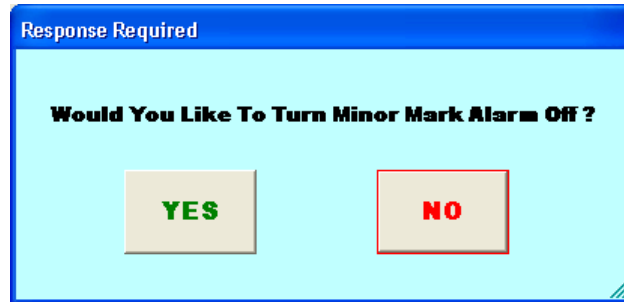 Response Required
Would You Like To Turn Minor Mark Alarm Off ?
YES
NO